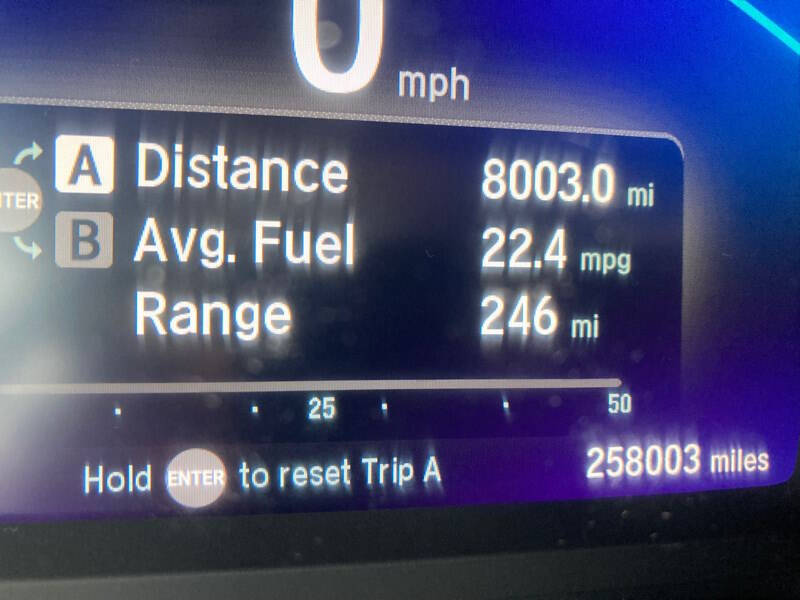 0 mph
A Distance 8003.0 mi
B Avg. Fuel 22.4 mpg
Range 246 mi
25 50
Hold ENTER to reset Trip A 258003 miles